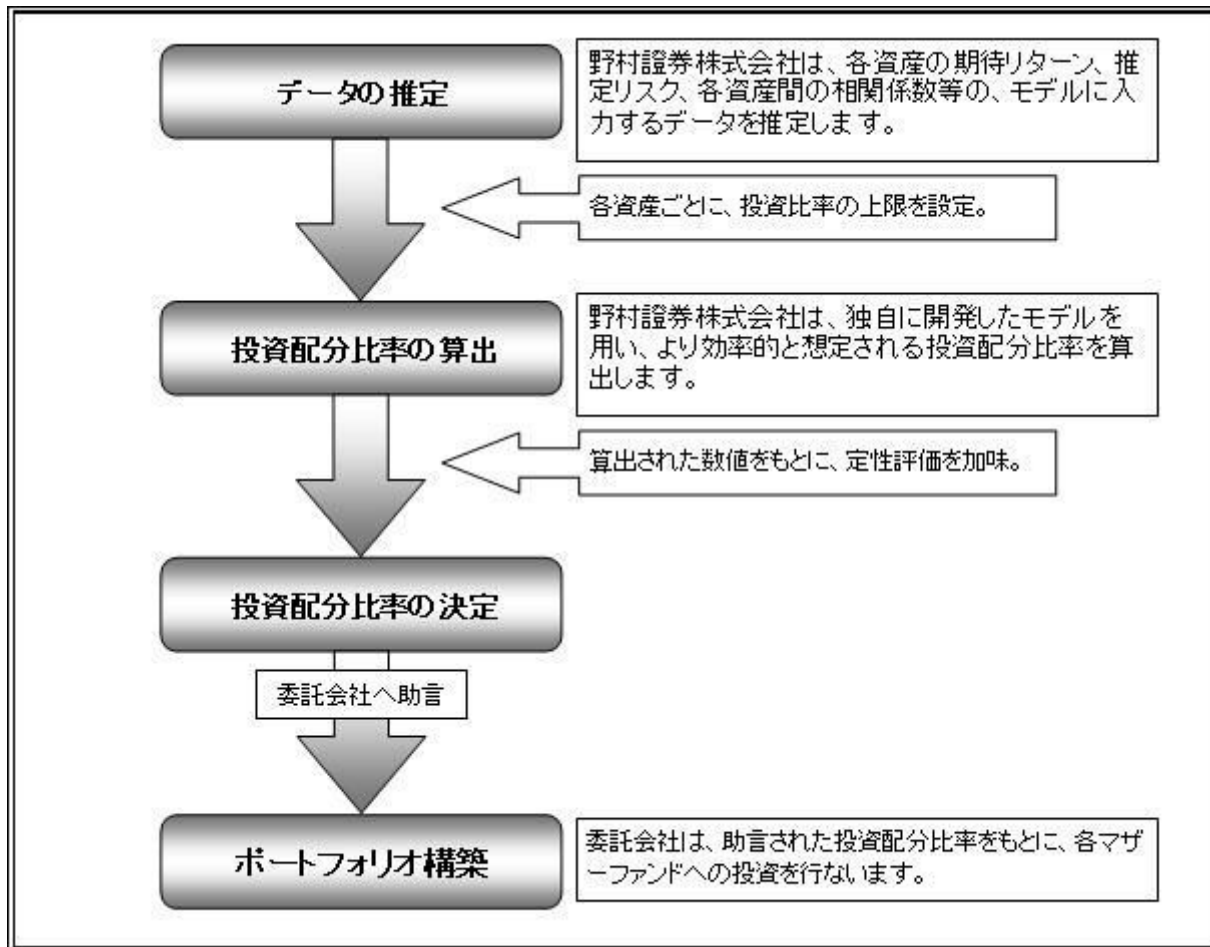 データの推定
野村證券株式会社は、各資産の期待リターン、推
定リスク、各資産間の相関係数等の、モデルに入
力するデータを推定します。
各資産ごとに、投資比率の上限を設定。
投資配分比率の算出
野村證券株式会社は、独自に開発したモデルを
用い、より効率的と想定される投資配分比率を算
出します。
算出された数値をもとに、定性評価を加味。
投資配分比率の決定
委託会社へ助言
ポートフォリオ構築
委託会社は、助言された投資配分比率をもとに、各マザ
ーファンドへの投資を行ないます。